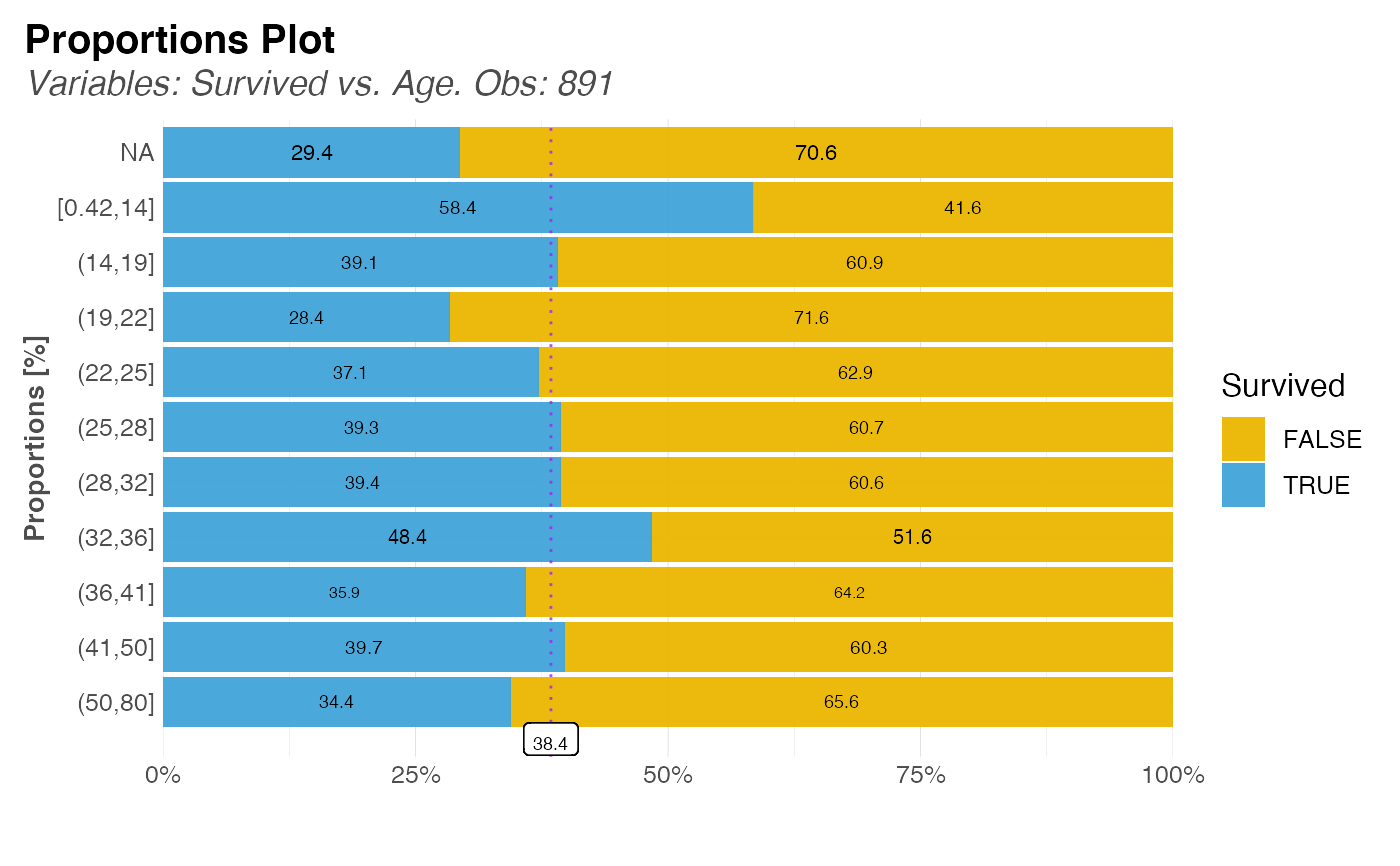 Proportions Plot
Variables: Survived vs. Age. Obs: 891
Proportions [%]
NA 29.4 70.6
[0.42,14] 58.4 41.6
(14,19] 39.1 60.9
(19,22] 28.4 71.6
(22,25] 37.1 62.9
(25,28] 39.3 60.7
(28,32] 39.4 60.6
(32,36] 48.4 51.6
(36,41] 35.9 64.2
(41,50] 39.7 60.3
(50,80] 34.4 65.6
38.4
0% 25% 50% 75% 100%
Survived
FALSE
TRUE